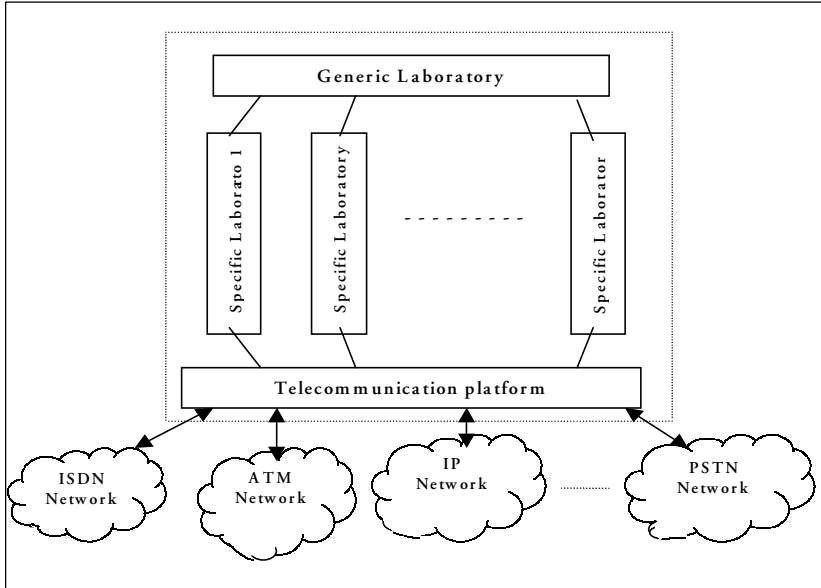 Generic Laboratory
Specific Laborato 1
Specific Laboratory
Specific Laborator
Telecommunication platform
ISDN
Network
ATM
Network
IP
Network
PSTN
Network